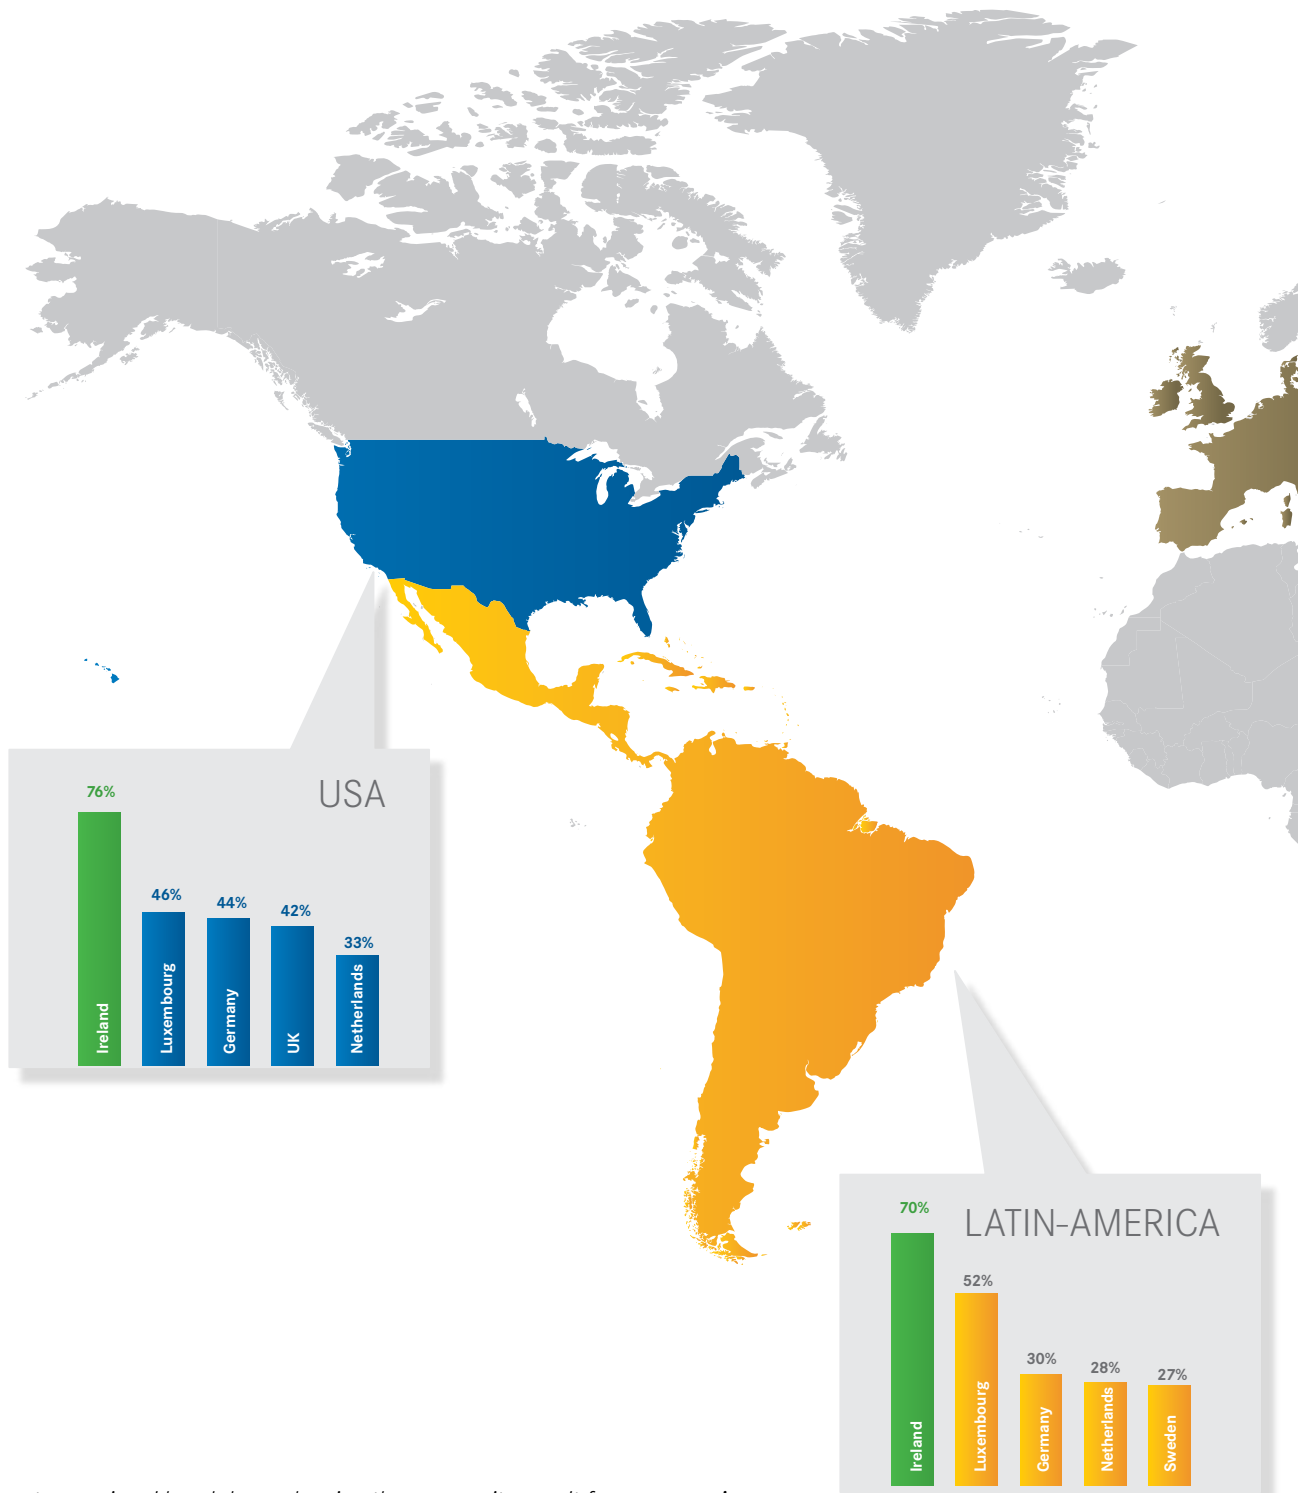 USA
76%
46%
44%
42%
33%
Ireland
Luxembourg
Germany
UK
Netherlands
LATIN-AMERICA
70%
52%
30%
28%
27%
Ireland
Luxembourg
Germany
Netherlands
Sweden